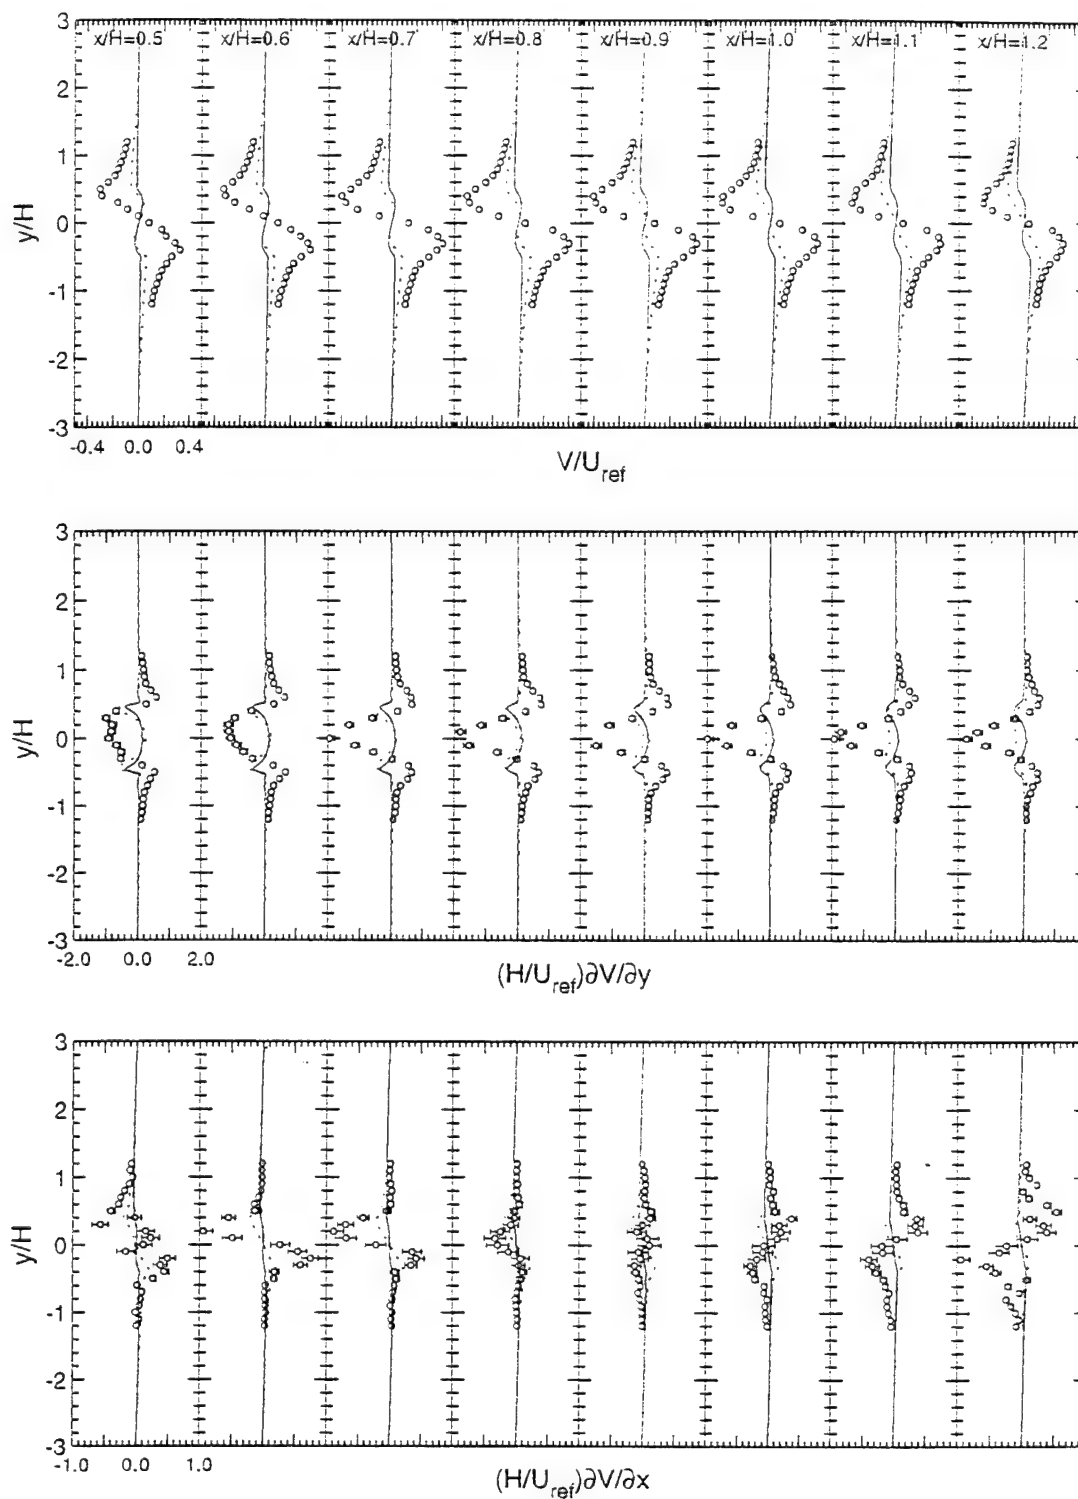 3
x/H=0.5 x/H=0.6 x/H=0.7 x/H=0.8 x/H=0.9 x/H=1.0 x/H=1.1 x/H=1.2
2
1
y/H
0
-1
-2
-3
-0.4 0.0 0.4
V/U_ref
3
2
1
y/H
0
-1
-2
-3
-2.0 0.0 2.0
(H/U_ref)∂V/∂y
3
2
1
y/H
0
-1
-2
-3
-1.0 0.0 1.0
(H/U_ref)∂V/∂x